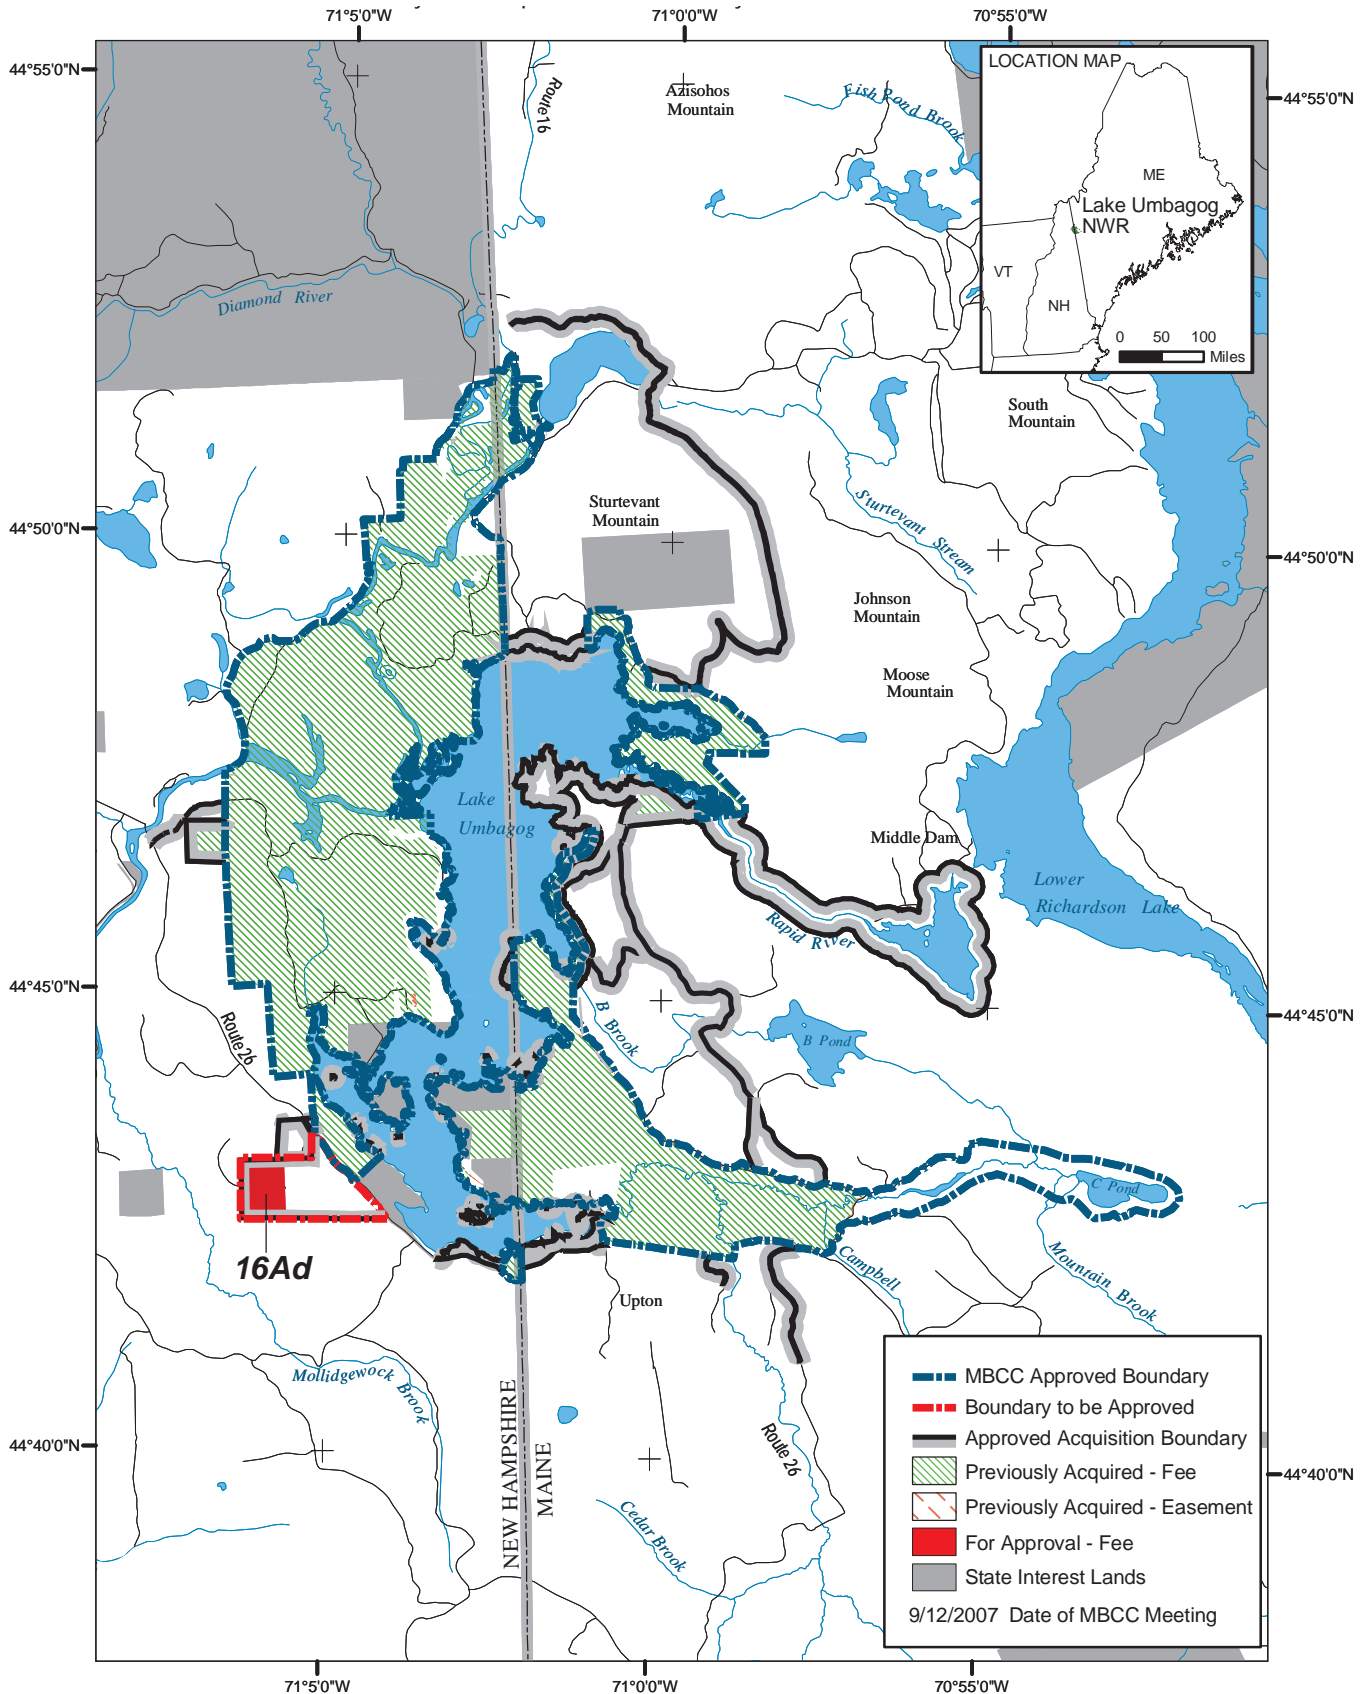 71°5'0"W
71°0'0"W
70°55'0"W
44°55'0"N
44°55'0"N
44°50'0"N
44°50'0"N
44°45'0"N
44°45'0"N
44°40'0"N
44°40'0"N
71°5'0"W
71°0'0"W
70°55'0"W
LOCATION MAP
ME
Lake Umbagog
NWR
VT
NH
0 50 100
Miles
Route 16
Azisohos
Mountain
Fish Pond Brook
Diamond River
South
Mountain
Sturtevant
Mountain
Sturtevant Stream
Johnson
Mountain
Moose
Mountain
Lake
Umbagog
Middle Dam
Lower
Richardson Lake
Rapid River
B Brook
B Pond
Route 26
C Pond
16Ad
Campbell
Mountain Brook
Upton
Mollidgewock Brook
NEW HAMPSHIRE
MAINE
Route 26
Cedar Brook
MBCC Approved Boundary
Boundary to be Approved
Approved Acquisition Boundary
Previously Acquired - Fee
Previously Acquired - Easement
For Approval - Fee
State Interest Lands
9/12/2007 Date of MBCC Meeting